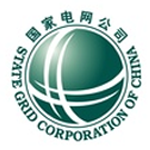 国家电网公司
STATE GRID CORPORATION OF CHINA